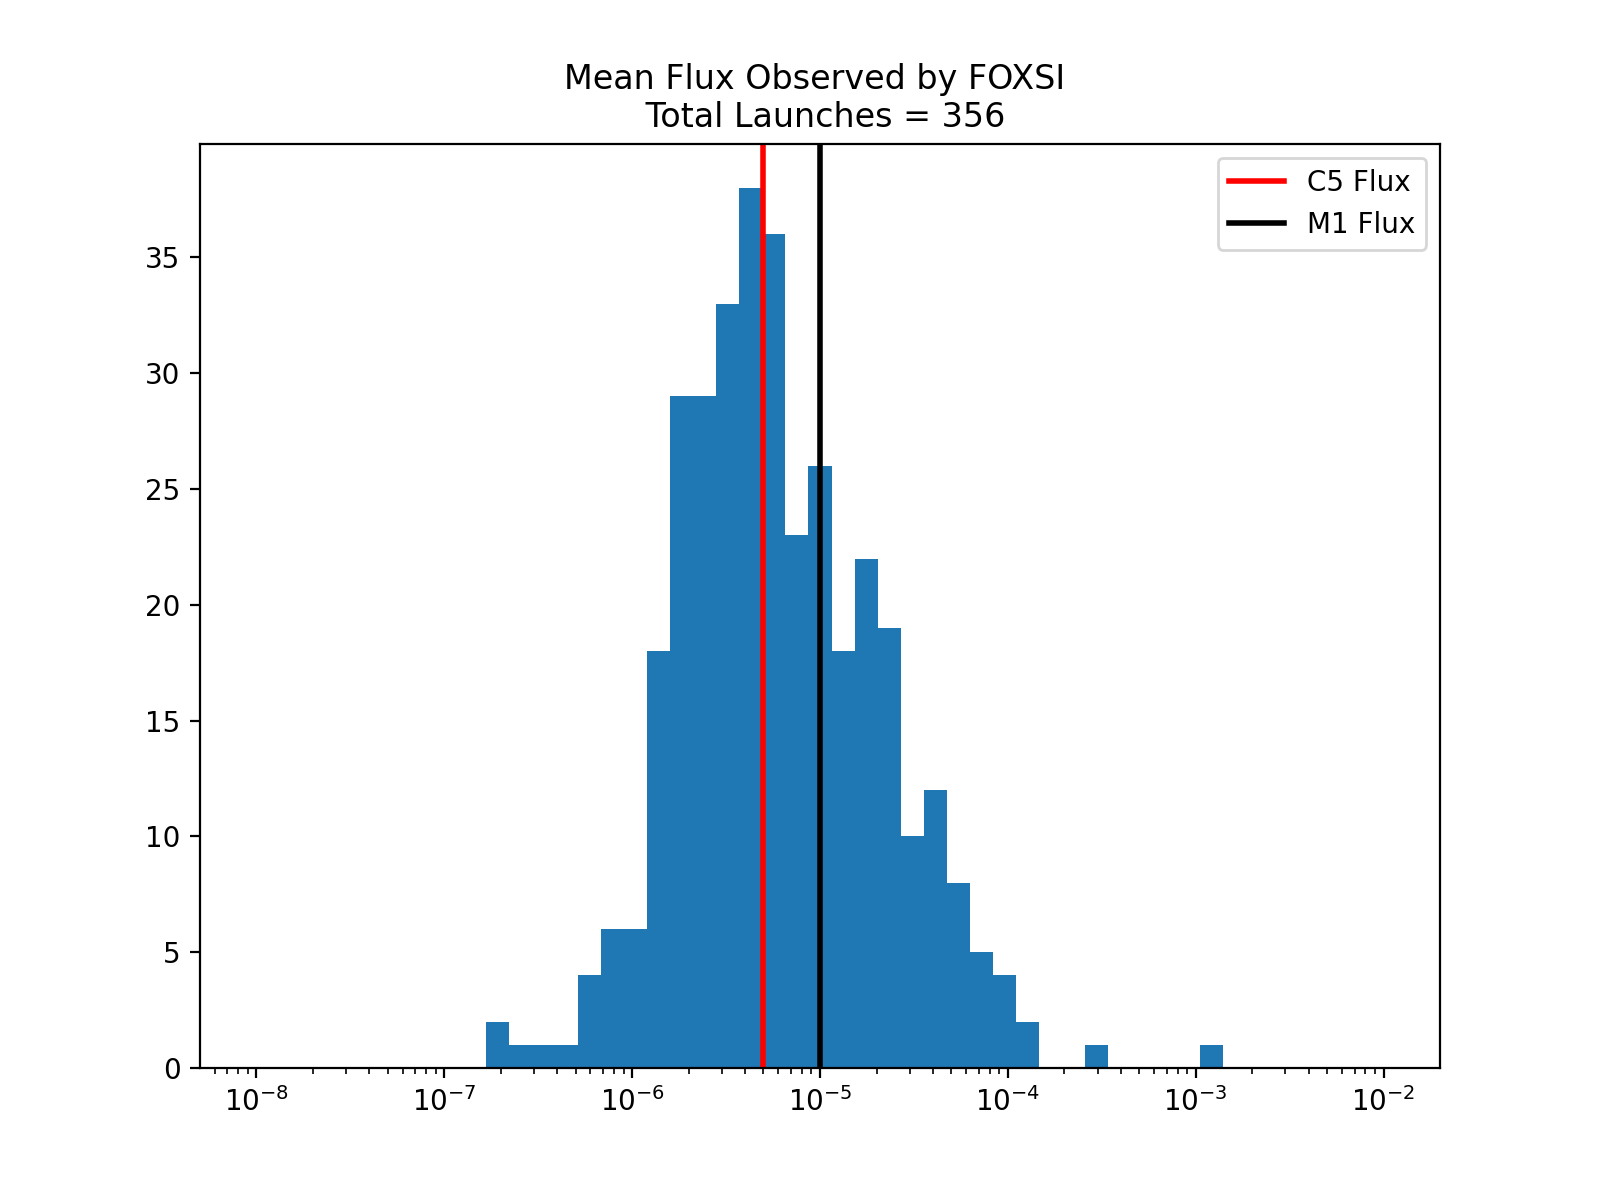 Mean Flux Observed by FOXSI
Total Launches = 356
C5 Flux
M1 Flux
35
30
25
20
15
10
5
0
10⁻⁸ 10⁻⁷ 10⁻⁶ 10⁻⁵ 10⁻⁴ 10⁻³ 10⁻²